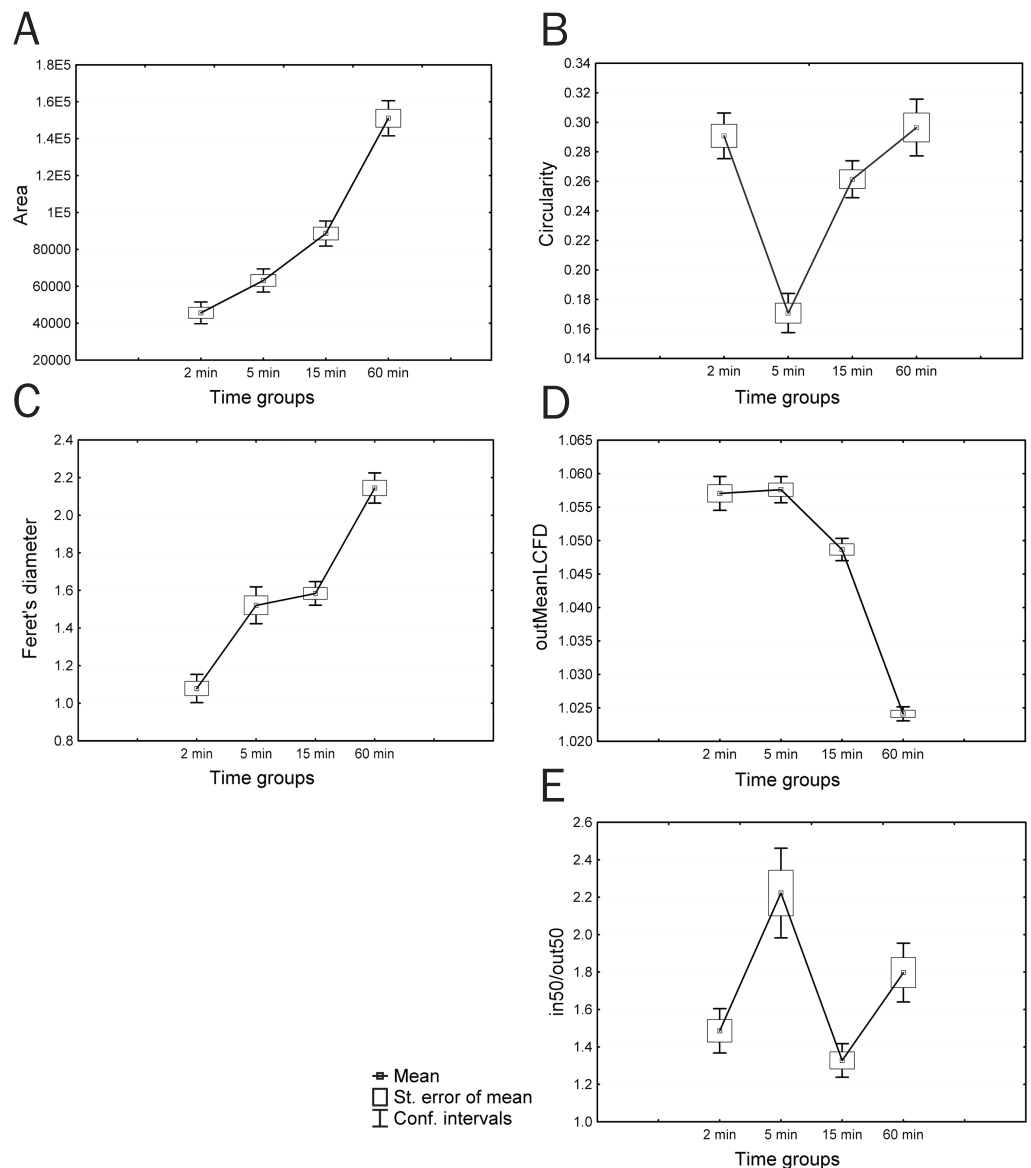 A
1.8E5
1.6E5
1.4E5
1.2E5
1E5
80000
60000
40000
20000
Area
2 min 5 min 15 min 60 min
Time groups
B
0.34
0.32
0.30
0.28
0.26
0.24
0.22
0.20
0.18
0.16
0.14
Circularity
2 min 5 min 15 min 60 min
Time groups
C
2.4
2.2
2.0
1.8
1.6
1.4
1.2
1.0
0.8
Feret's diameter
2 min 5 min 15 min 60 min
Time groups
D
1.065
1.060
1.055
1.050
1.045
1.040
1.035
1.030
1.025
1.020
outMeanLCFD
2 min 5 min 15 min 60 min
Time groups
E
2.6
2.4
2.2
2.0
1.8
1.6
1.4
1.2
1.0
in50/out50
2 min 5 min 15 min 60 min
Time groups
Mean
St. error of mean
Conf. intervals